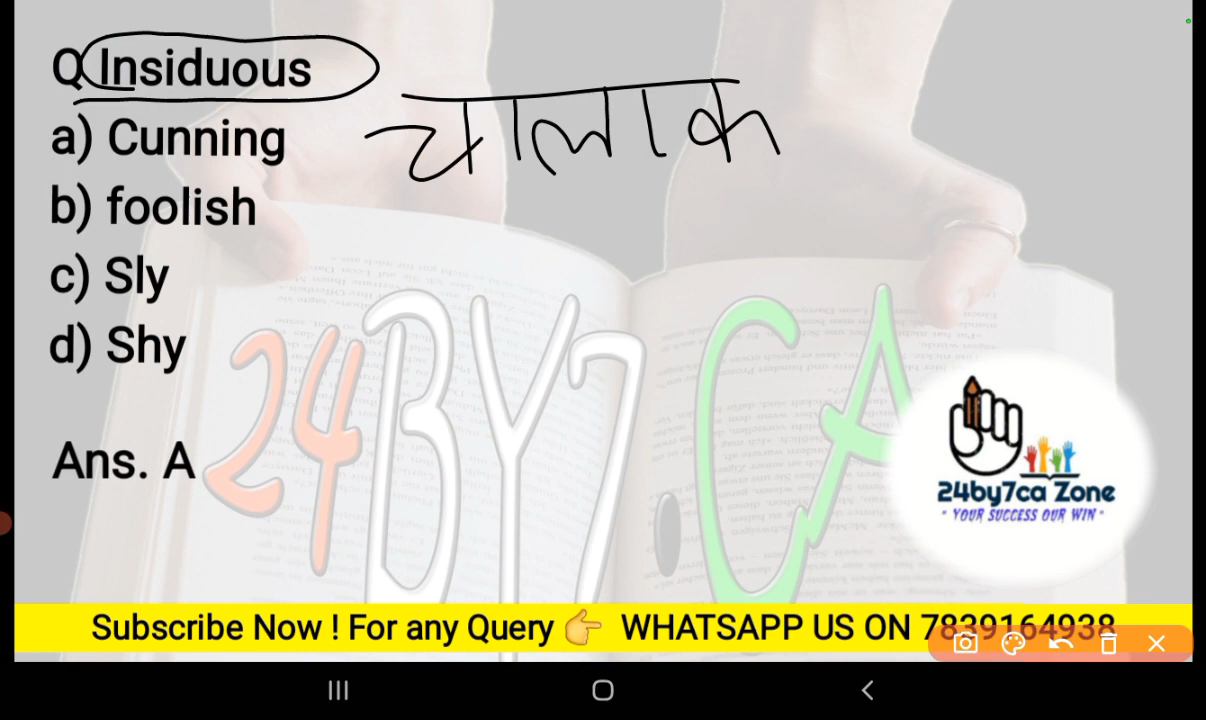 Q Insiduous
चालाक
a) Cunning
b) foolish
c) Sly
d) Shy
Ans. A
24BY7.CA
24by7ca Zone
" YOUR SUCCESS OUR WIN "
Subscribe Now ! For any Query 👉 WHATSAPP US ON 7839164938